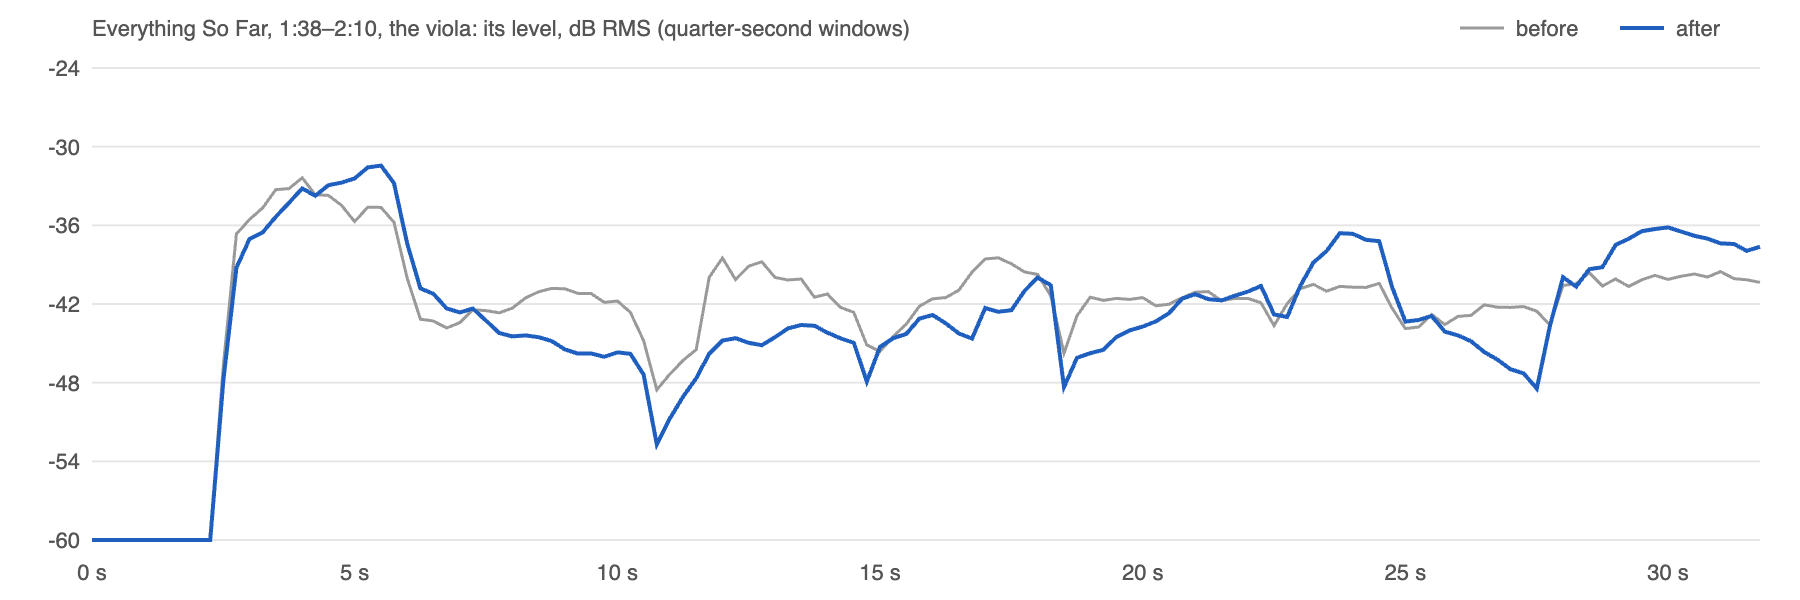 Everything So Far, 1:38–2:10, the viola: its level, dB RMS (quarter-second windows)
before
after
-24
-30
-36
-42
-48
-54
-60
0 s
5 s
10 s
15 s
20 s
25 s
30 s